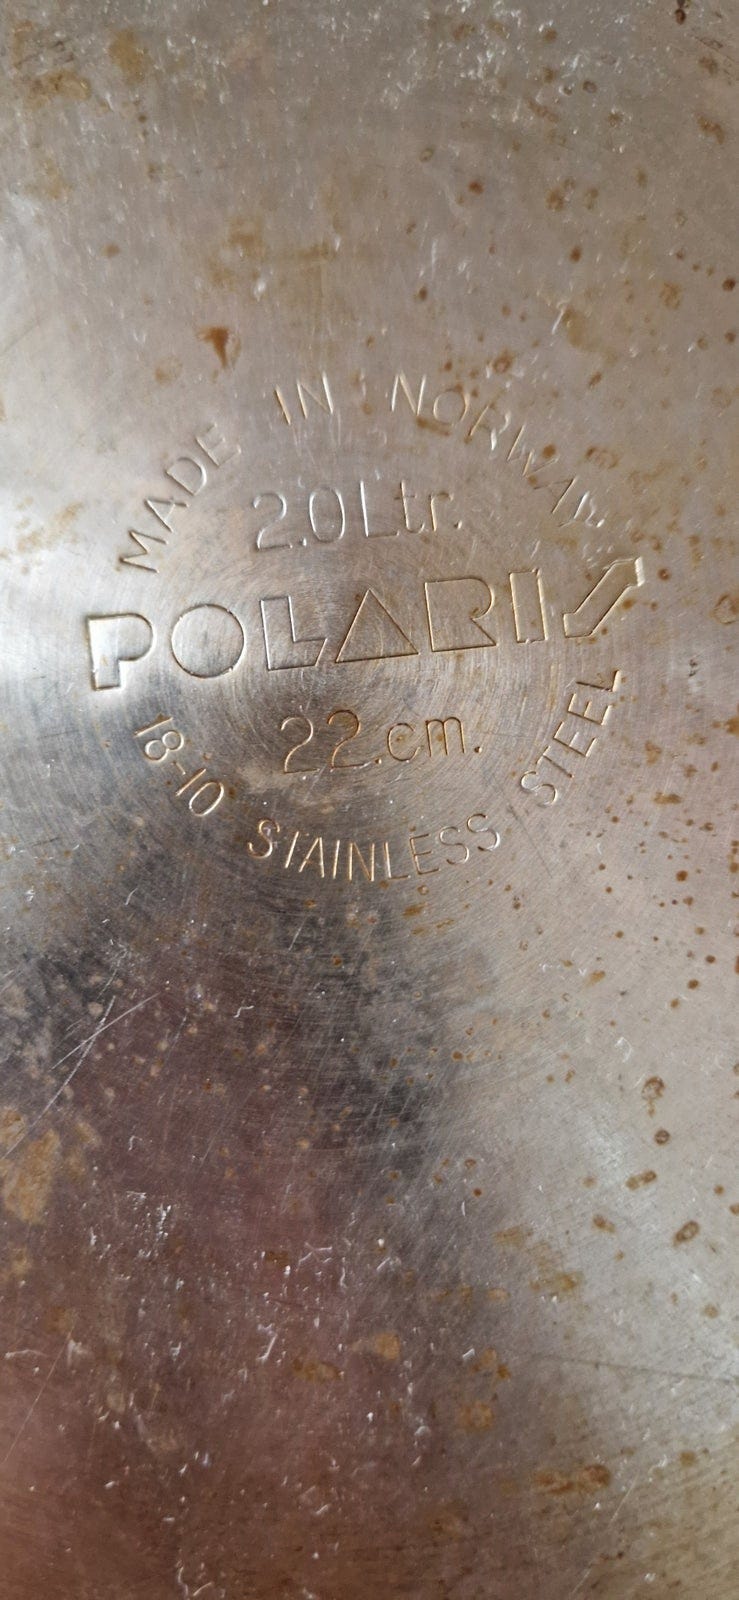 MADE IN NORWAY
2.0 Ltr.
POLARIS
22.cm.
18-10 STAINLESS STEEL